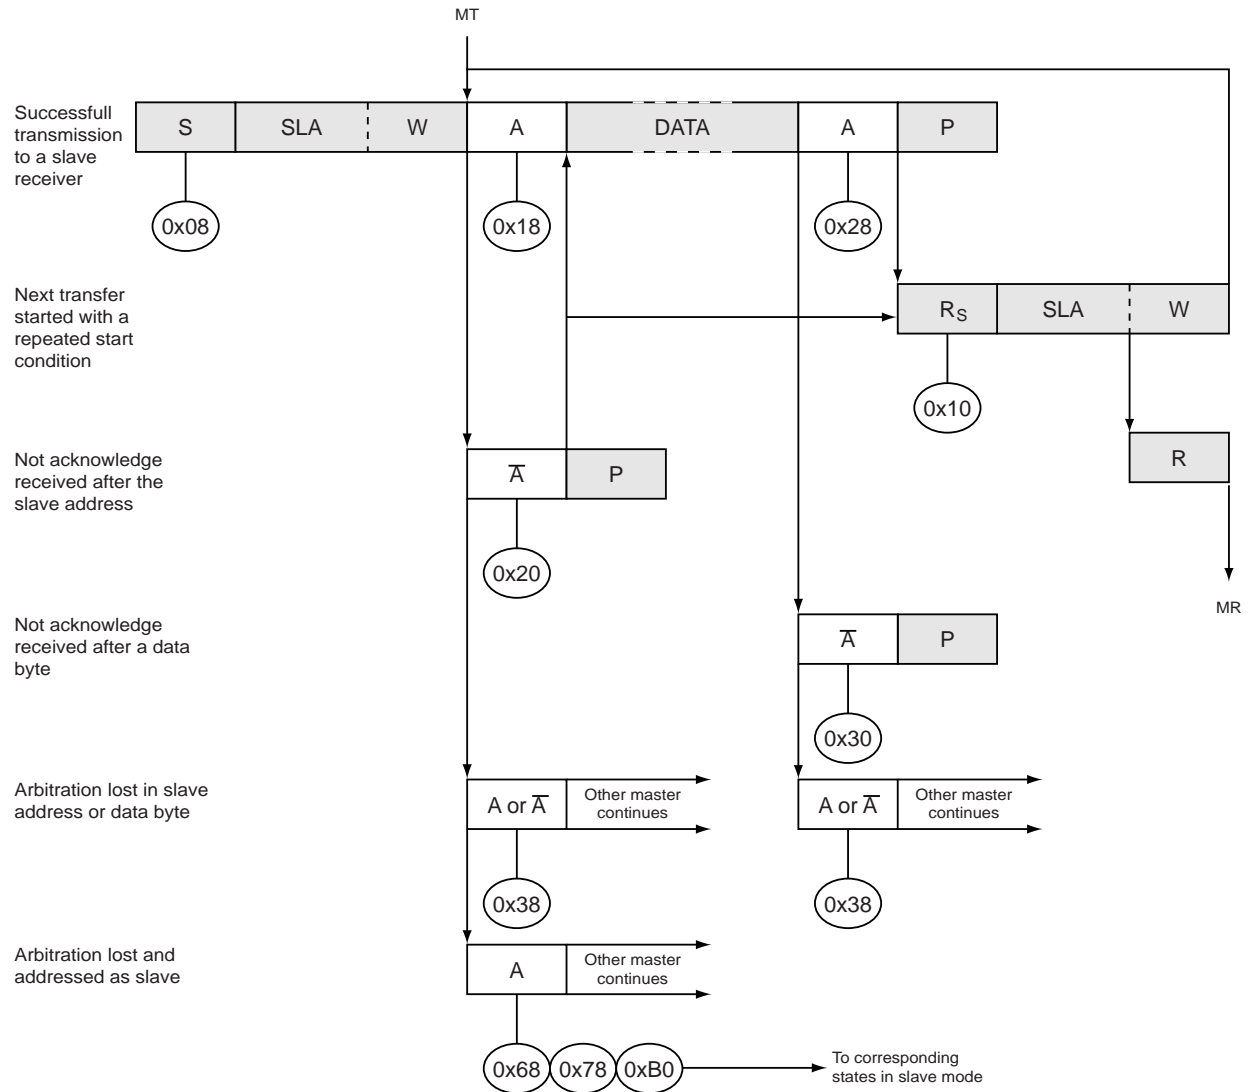 MT
Successfull
transmission
to a slave
receiver
S SLA W A DATA A P
0x08 0x18 0x28
Next transfer
started with a
repeated start
condition
RS SLA W
0x10
Not acknowledge
received after the
slave address
A̅ P
R
0x20
MR
Not acknowledge
received after a data
byte
A̅ P
0x30
Arbitration lost in slave
address or data byte
A or A̅
Other master
continues
A or A̅
Other master
continues
0x38 0x38
Arbitration lost and
addressed as slave
A
Other master
continues
0x68 0x78 0xB0
To corresponding
states in slave mode